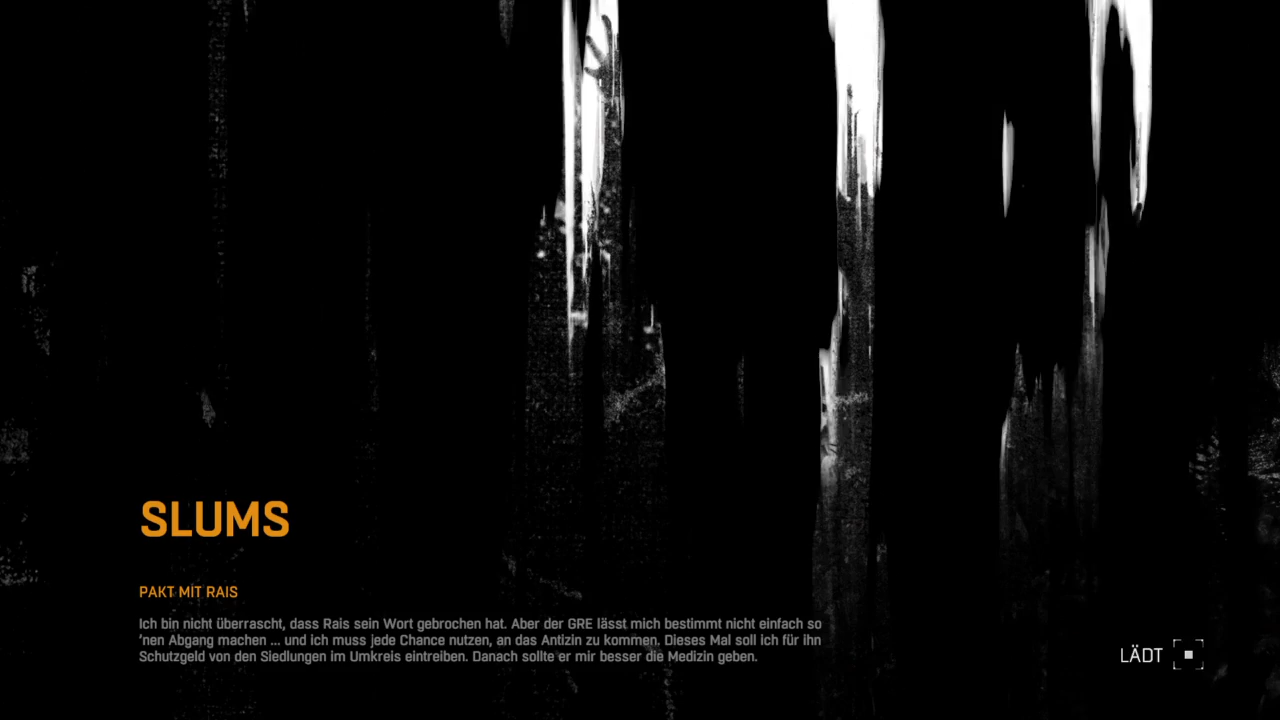 SLUMS
PAKT MIT RAIS
Ich bin nicht überrascht, dass Rais sein Wort gebrochen hat. Aber der GRE lässt mich bestimmt nicht einfach so
'nen Abgang machen ... und ich muss jede Chance nutzen, an das Antizin zu kommen. Dieses Mal soll ich für ihn
Schutzgeld von den Siedlungen im Umkreis eintreiben. Danach sollte er mir besser die Medizin geben.
LÄDT